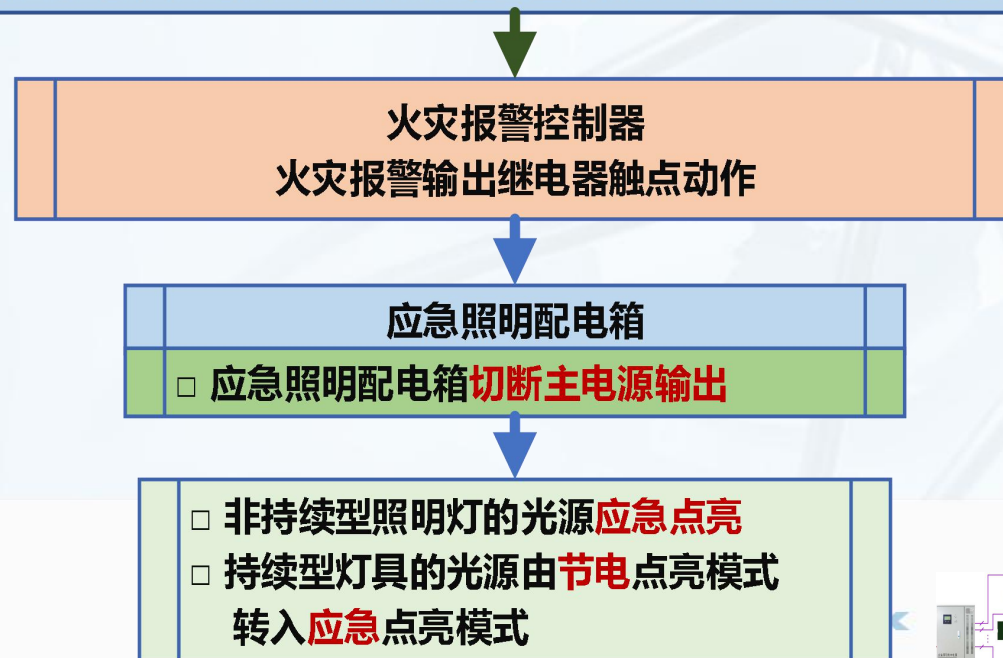 火灾报警控制器
火灾报警输出继电器触点动作
应急照明配电箱
□ 应急照明配电箱切断主电源输出
□ 非持续型照明灯的光源应急点亮
□ 持续型灯具的光源由节电点亮模式
转入应急点亮模式